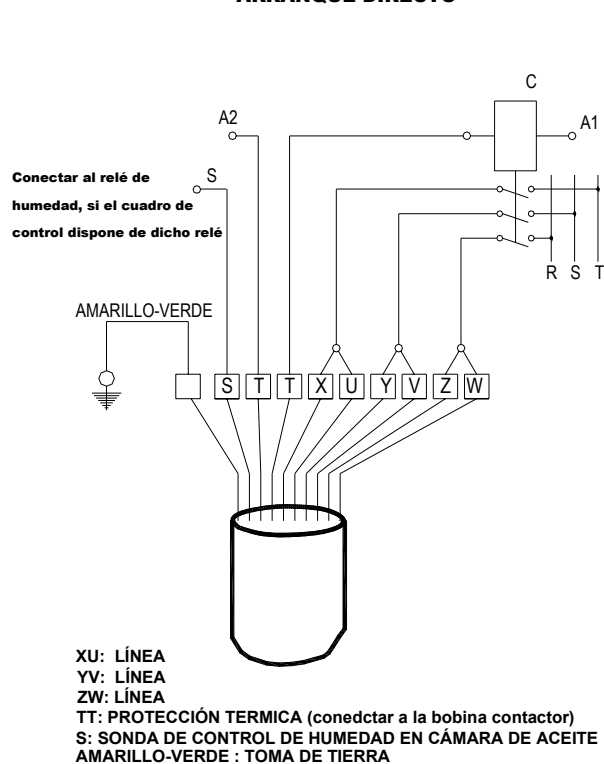 C
A2
A1
Conectar al relé de
S
humedad, si el cuadro de
control dispone de dicho relé
R S T
AMARILLO-VERDE
S T T X U Y V Z W
XU: LÍNEA
YV: LÍNEA
ZW: LÍNEA
TT: PROTECCIÓN TERMICA (conedctar a la bobina contactor)
S: SONDA DE CONTROL DE HUMEDAD EN CÁMARA DE ACEITE
AMARILLO-VERDE : TOMA DE TIERRA